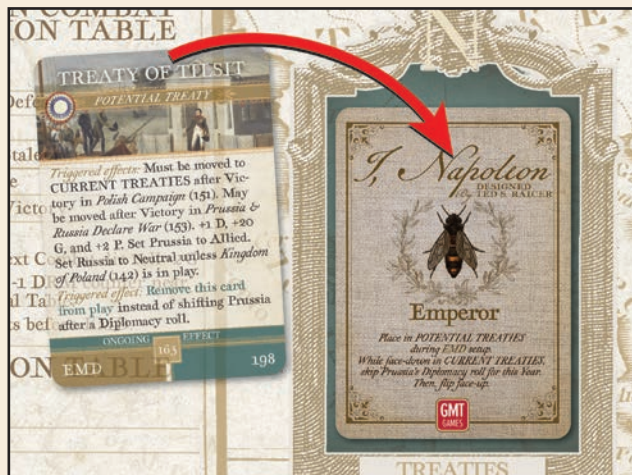 N COMBAT
ON TABLE
TREATY OF TILSIT
POTENTIAL TREATY
Triggered effects: Must be moved to
CURRENT TREATIES after Vic-
tory in Polish Campaign (151). May
be moved after Victory in Prussia &
Russia Declare War (153). +1 D, +20
G, and +2 P. Set Prussia to Allied.
Set Russia to Neutral unless Kingdom
of Poland (142) is in play.
Triggered effect: Remove this card
from play instead of shifting Prussia
after a Diplomacy roll.
ONGOING EFFECT
163
EMD
198
ON TABLE
N
I, Napoleon
DESIGNED
By TED S. RAICER
Emperor
Place in POTENTIAL TREATIES
during EMD setup.
While face-down in CURRENT TREATIES,
skip Prussia's Diplomacy roll for this Year.
Then, flip face-up.
GMT
GAMES
TREATIES